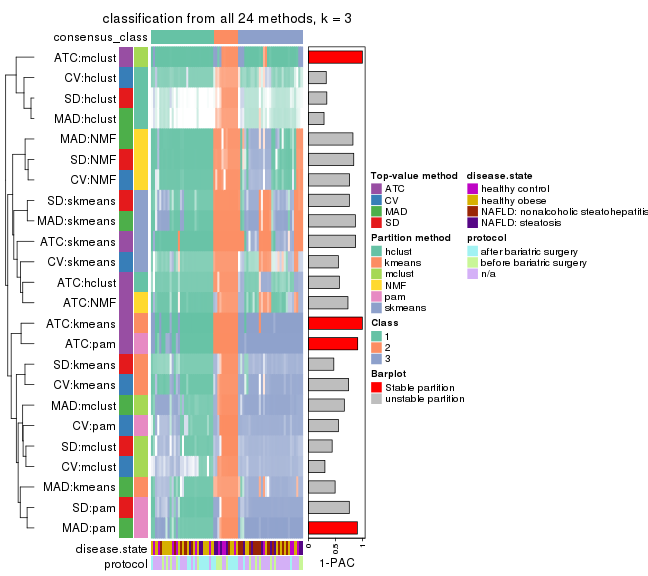 classification from all 24 methods, k = 3
consensus_class
ATC:mclust
CV:hclust
SD:hclust
MAD:hclust
MAD:NMF
SD:NMF
CV:NMF
SD:skmeans
MAD:skmeans
ATC:skmeans
CV:skmeans
ATC:hclust
ATC:NMF
ATC:kmeans
ATC:pam
SD:kmeans
CV:kmeans
MAD:mclust
CV:pam
SD:mclust
CV:mclust
MAD:kmeans
SD:pam
MAD:pam
disease.state
protocol
0
0.5
1
1-PAC
Top-value method
ATC
CV
MAD
SD
Partition method
hclust
kmeans
mclust
NMF
pam
skmeans
Class
1
2
3
Barplot
Stable partition
unstable partition
disease.state
healthy control
healthy obese
NAFLD: nonalcoholic steatohepatitis
NAFLD: steatosis
protocol
after bariatric surgery
before bariatric surgery
n/a